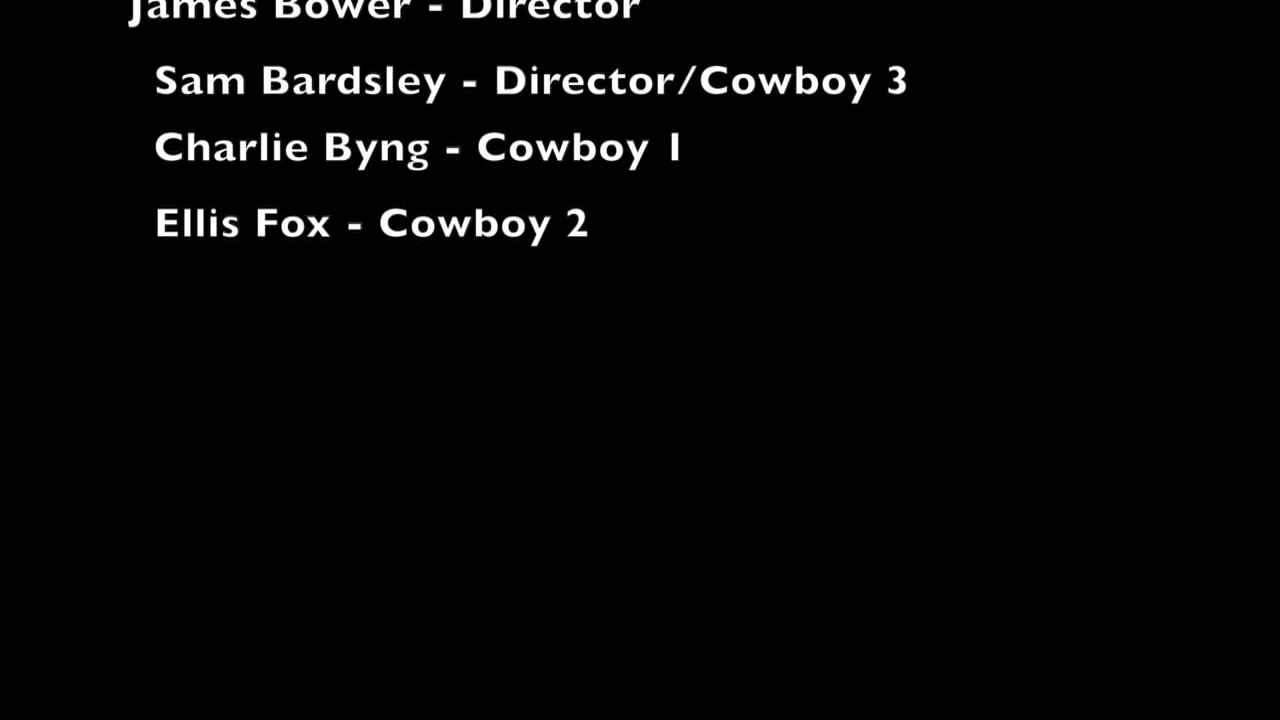 James Bower - Director
Sam Bardsley - Director/Cowboy 3
Charlie Byng - Cowboy 1
Ellis Fox - Cowboy 2